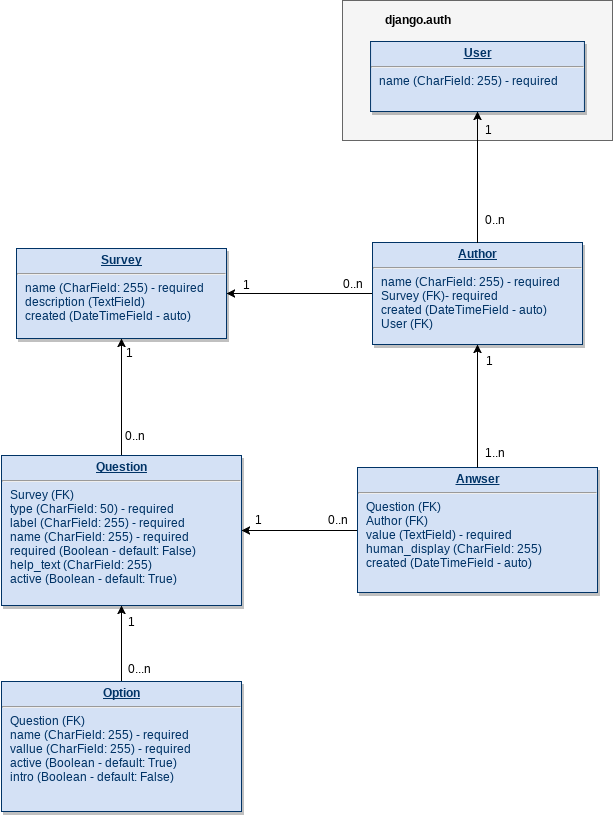 django.auth
User
name (CharField: 255) - required
1
0..n
Survey
name (CharField: 255) - required
description (TextField)
created (DateTimeField - auto)
1
0..n
Author
name (CharField: 255) - required
Survey (FK)- required
created (DateTimeField - auto)
User (FK)
1
0..n
1
1..n
Question
Survey (FK)
type (CharField: 50) - required
label (CharField: 255) - required
name (CharField: 255) - required
required (Boolean - default: False)
help_text (CharField: 255)
active (Boolean - default: True)
1
0..n
Anwser
Question (FK)
Author (FK)
value (TextField) - required
human_display (CharField: 255)
created (DateTimeField - auto)
1
0...n
Option
Question (FK)
name (CharField: 255) - required
vallue (CharField: 255) - required
active (Boolean - default: True)
intro (Boolean - default: False)